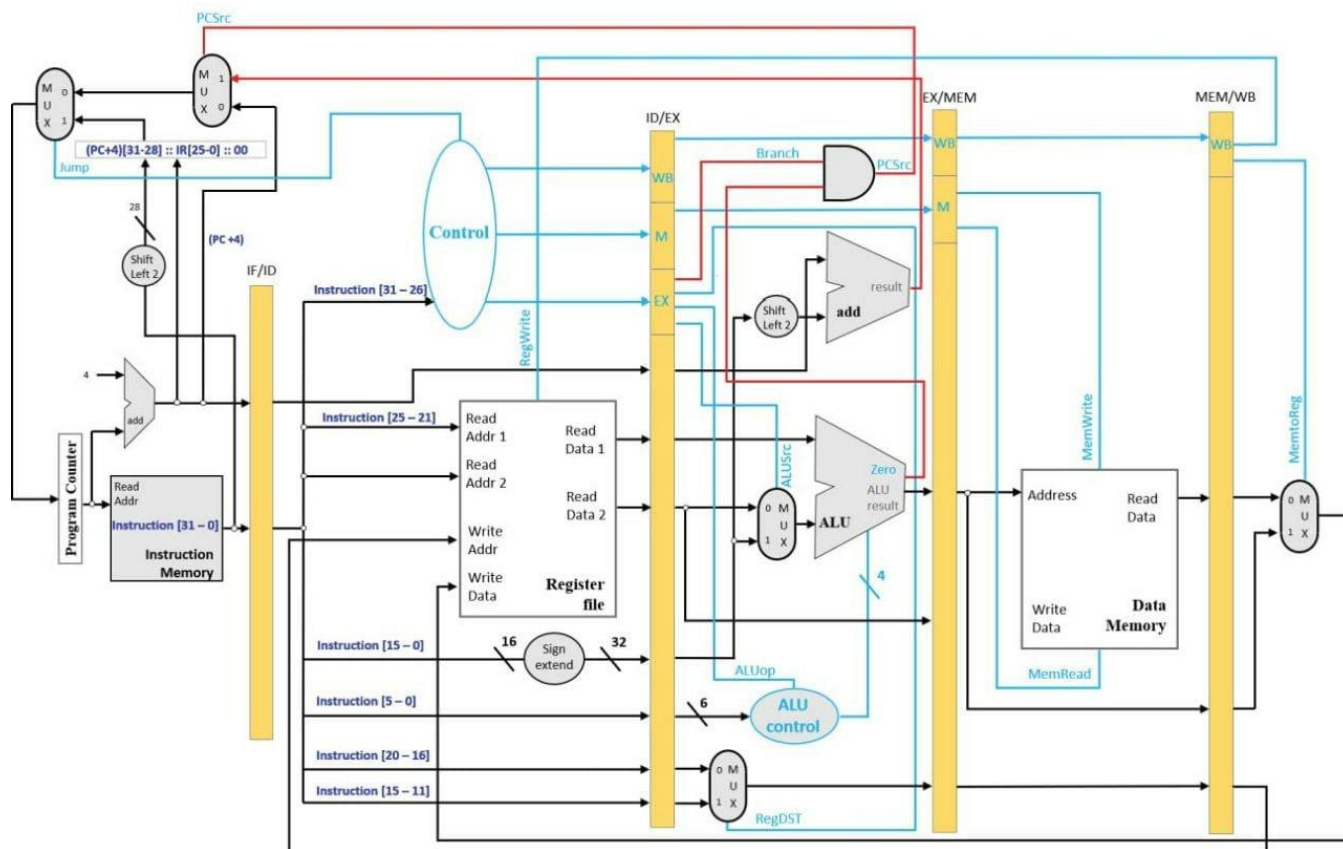 PCSrc
M 1
U
X 0
M
U 0
X 1
(PC+4)[31-28] :: IR[25-0] :: 00
Jump
28
(PC +4)
Shift
Left 2
IF/ID
4
add
Program Counter
Read
Addr
Instruction [31 – 0]
Instruction
Memory
Control
Instruction [31 – 26]
RegWrite
Instruction [25 – 21]
Read
Addr 1
Read
Data 1
Read
Addr 2
Read
Data 2
Write
Addr
Write
Data
Register
file
Instruction [15 – 0]
16
Sign
extend
32
Instruction [5 – 0]
Instruction [20 – 16]
Instruction [15 – 11]
ID/EX
WB
M
EX
Branch
PCSrc
Shift
Left 2
add
result
ALUSrc
0 M
U
1 X
Zero
ALU
result
ALU
4
ALUop
6
ALU
control
0 M
U
1 X
RegDST
EX/MEM
WB
M
MemWrite
Address
Read
Data
Write
Data
Data
Memory
MemRead
MEM/WB
WB
MemtoReg
0 M
U
1 X